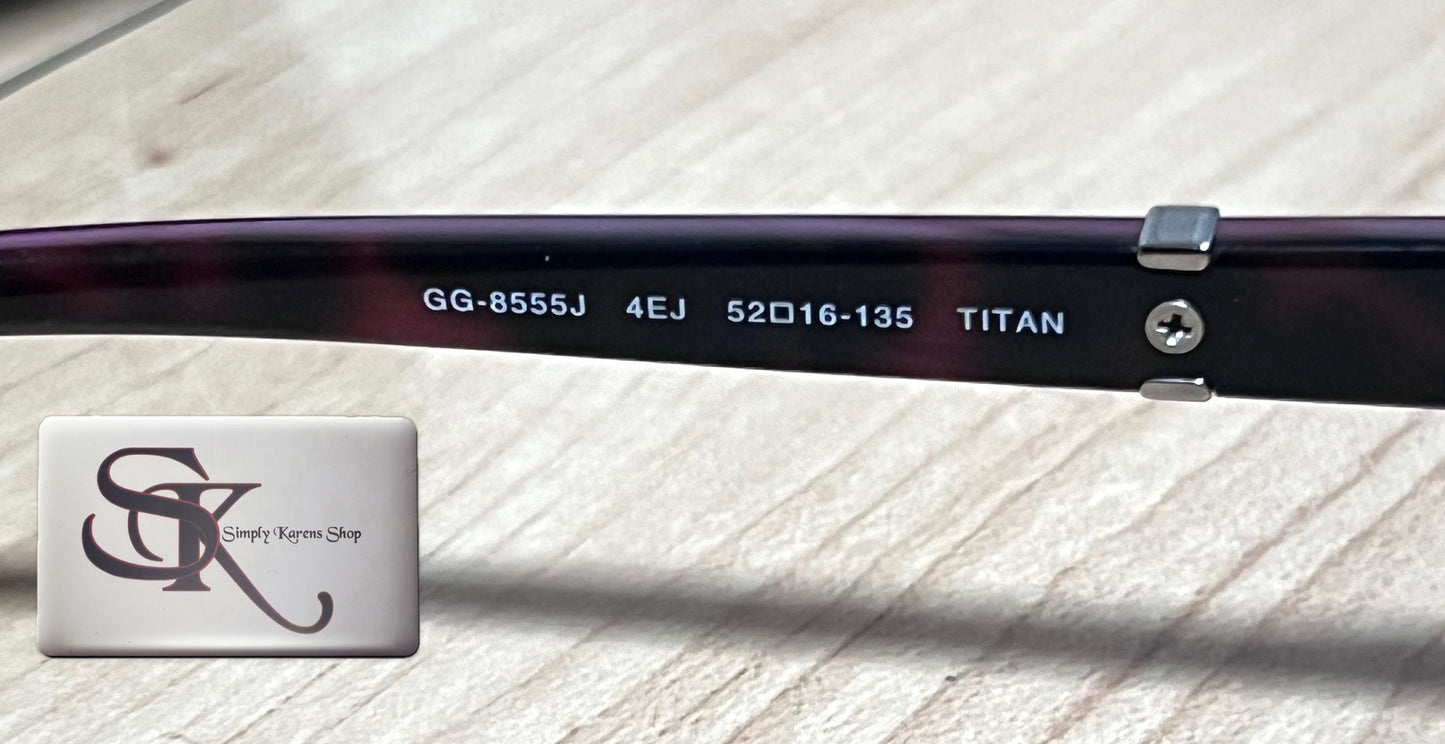 GG-8555J 4EJ 52□16-135 TITAN
SK
Simply Karens Shop